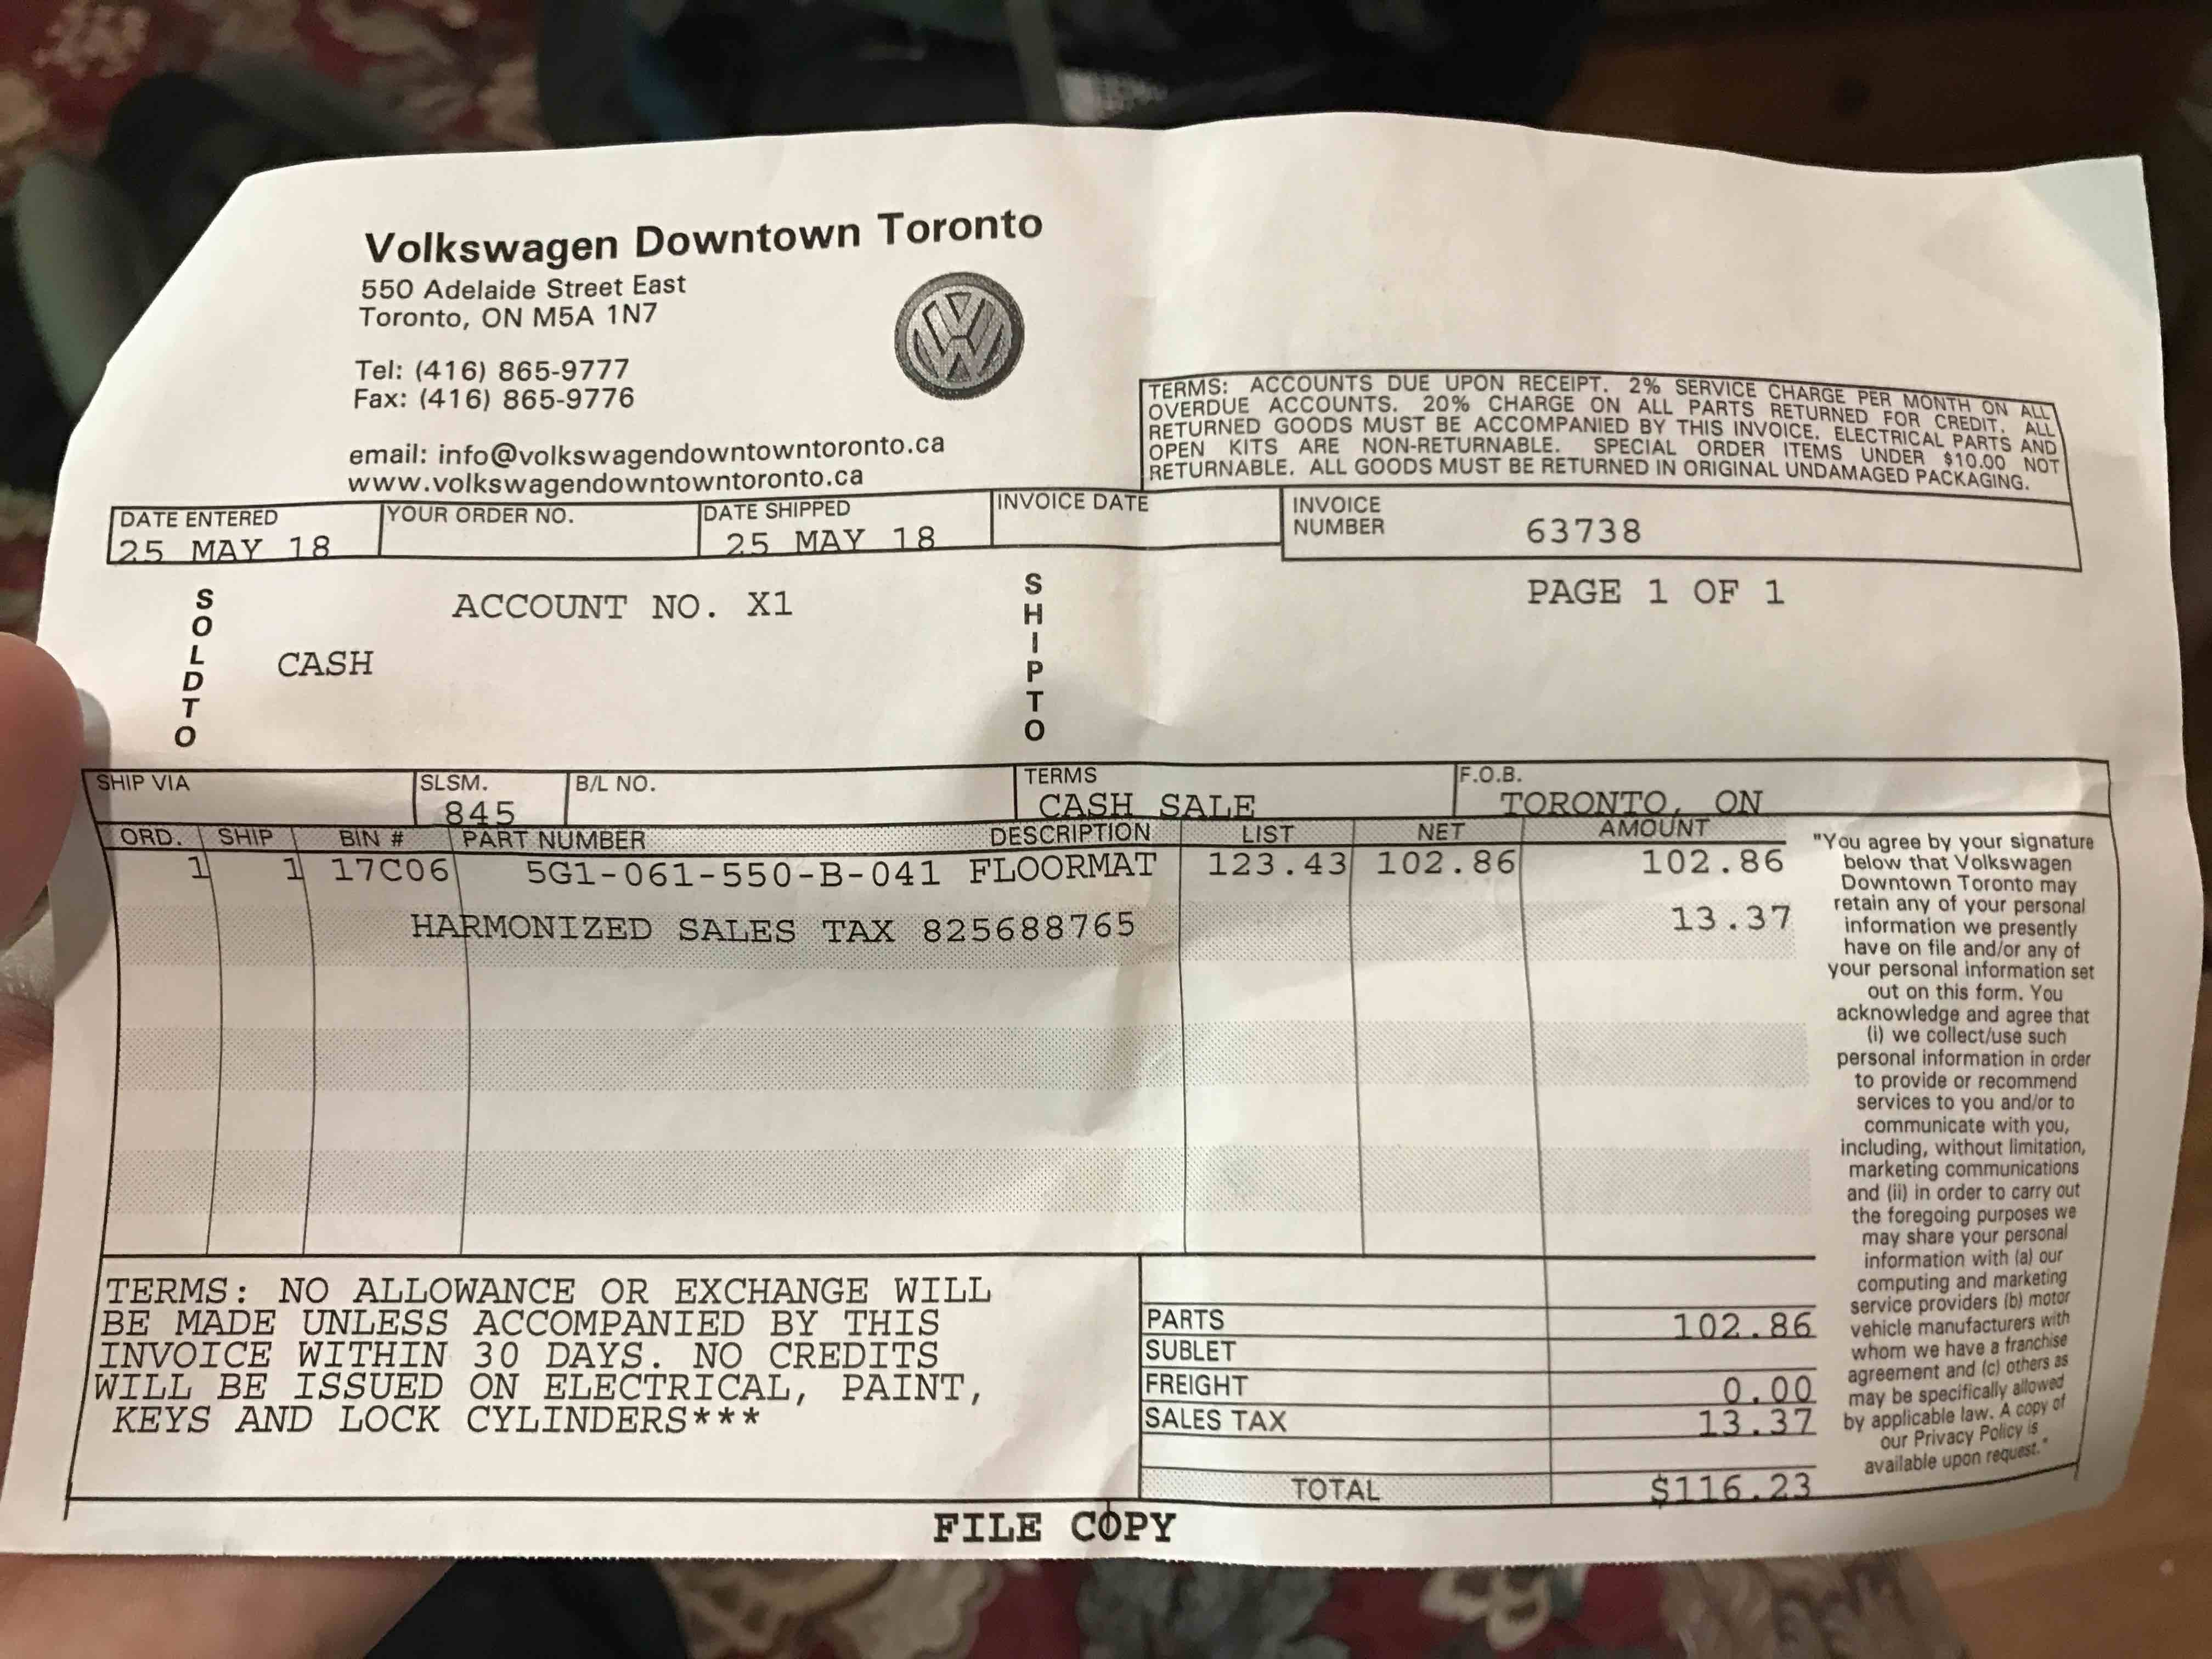 Volkswagen Downtown Toronto
550 Adelaide Street East
Toronto, ON M5A 1N7
Tel: (416) 865-9777
Fax: (416) 865-9776
email: info@volkswagendowntowntoronto.ca
www.volkswagendowntowntoronto.ca
TERMS: ACCOUNTS DUE UPON RECEIPT. 2% SERVICE CHARGE PER MONTH ON ALL
OVERDUE ACCOUNTS. 20% CHARGE ON ALL PARTS RETURNED FOR CREDIT. ALL
RETURNED GOODS MUST BE ACCOMPANIED BY THIS INVOICE. ELECTRICAL PARTS AND
OPEN KITS ARE NON-RETURNABLE. SPECIAL ORDER ITEMS UNDER $10.00 NOT
RETURNABLE. ALL GOODS MUST BE RETURNED IN ORIGINAL UNDAMAGED PACKAGING.
DATE ENTERED YOUR ORDER NO. DATE SHIPPED INVOICE DATE INVOICE
NUMBER 63738
25 MAY 18 25 MAY 18
SOLD TO
ACCOUNT NO. X1
CASH
SHIP TO
PAGE 1 OF 1
SHIP VIA SLSM. B/L NO. TERMS F.O.B.
845 CASH SALE TORONTO, ON
ORD. SHIP BIN # PART NUMBER DESCRIPTION LIST NET AMOUNT
1 1 17C06 5G1-061-550-B-041 FLOORMAT 123.43 102.86 102.86
HARMONIZED SALES TAX 825688765 13.37
"You agree by your signature
below that Volkswagen
Downtown Toronto may
retain any of your personal
information we presently
have on file and/or any of
your personal information set
out on this form. You
acknowledge and agree that
(i) we collect/use such
personal information in order
to provide or recommend
services to you and/or to
communicate with you,
including, without limitation,
marketing communications
and (ii) in order to carry out
the foregoing purposes we
may share your personal
information with (a) our
computing and marketing
service providers (b) motor
vehicle manufacturers with
whom we have a franchise
agreement and (c) others as
may be specifically allowed
by applicable law. A copy of
our Privacy Policy is
available upon request."
TERMS: NO ALLOWANCE OR EXCHANGE WILL
BE MADE UNLESS ACCOMPANIED BY THIS
INVOICE WITHIN 30 DAYS. NO CREDITS
WILL BE ISSUED ON ELECTRICAL, PAINT,
KEYS AND LOCK CYLINDERS***
PARTS 102.86
SUBLET
FREIGHT 0.00
SALES TAX 13.37
TOTAL $116.23
FILE COPY